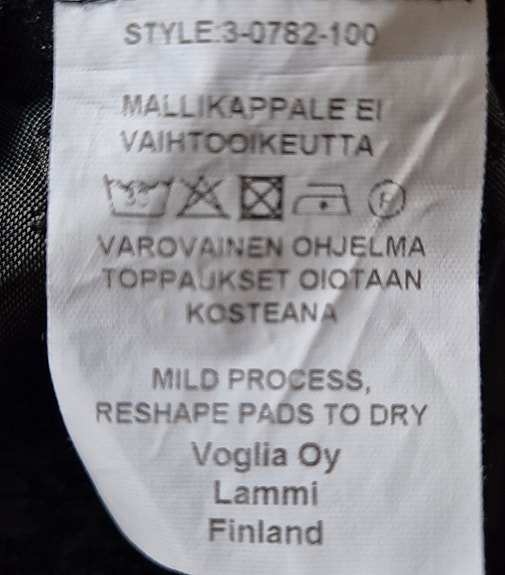 STYLE:3-0782-100
MALLIKAPPALE EI
VAIHTOOIKEUTTA
30 P
VAROVAINEN OHJELMA
TOPPAUKSET OIOTAAN
KOSTEANA
MILD PROCESS,
RESHAPE PADS TO DRY
Voglia Oy
Lammi
Finland